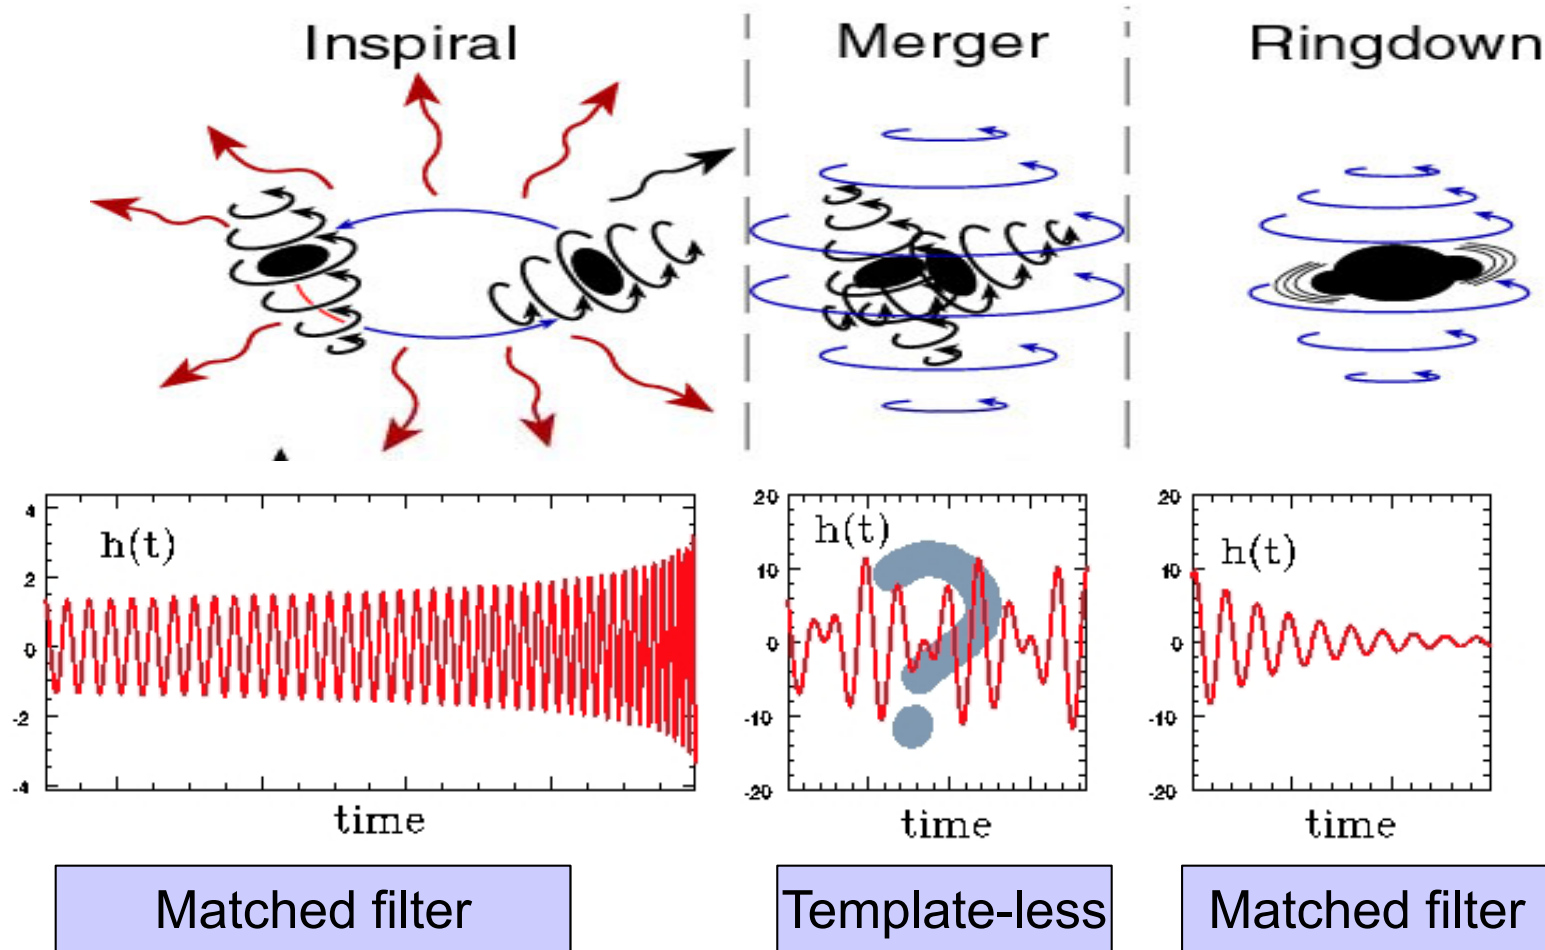 Inspiral
Merger
Ringdown
4
2
0
-2
-4
h(t)
time
20
10
0
-10
-20
h(t)
?
time
20
10
0
-10
-20
h(t)
time
Matched filter
Template-less
Matched filter